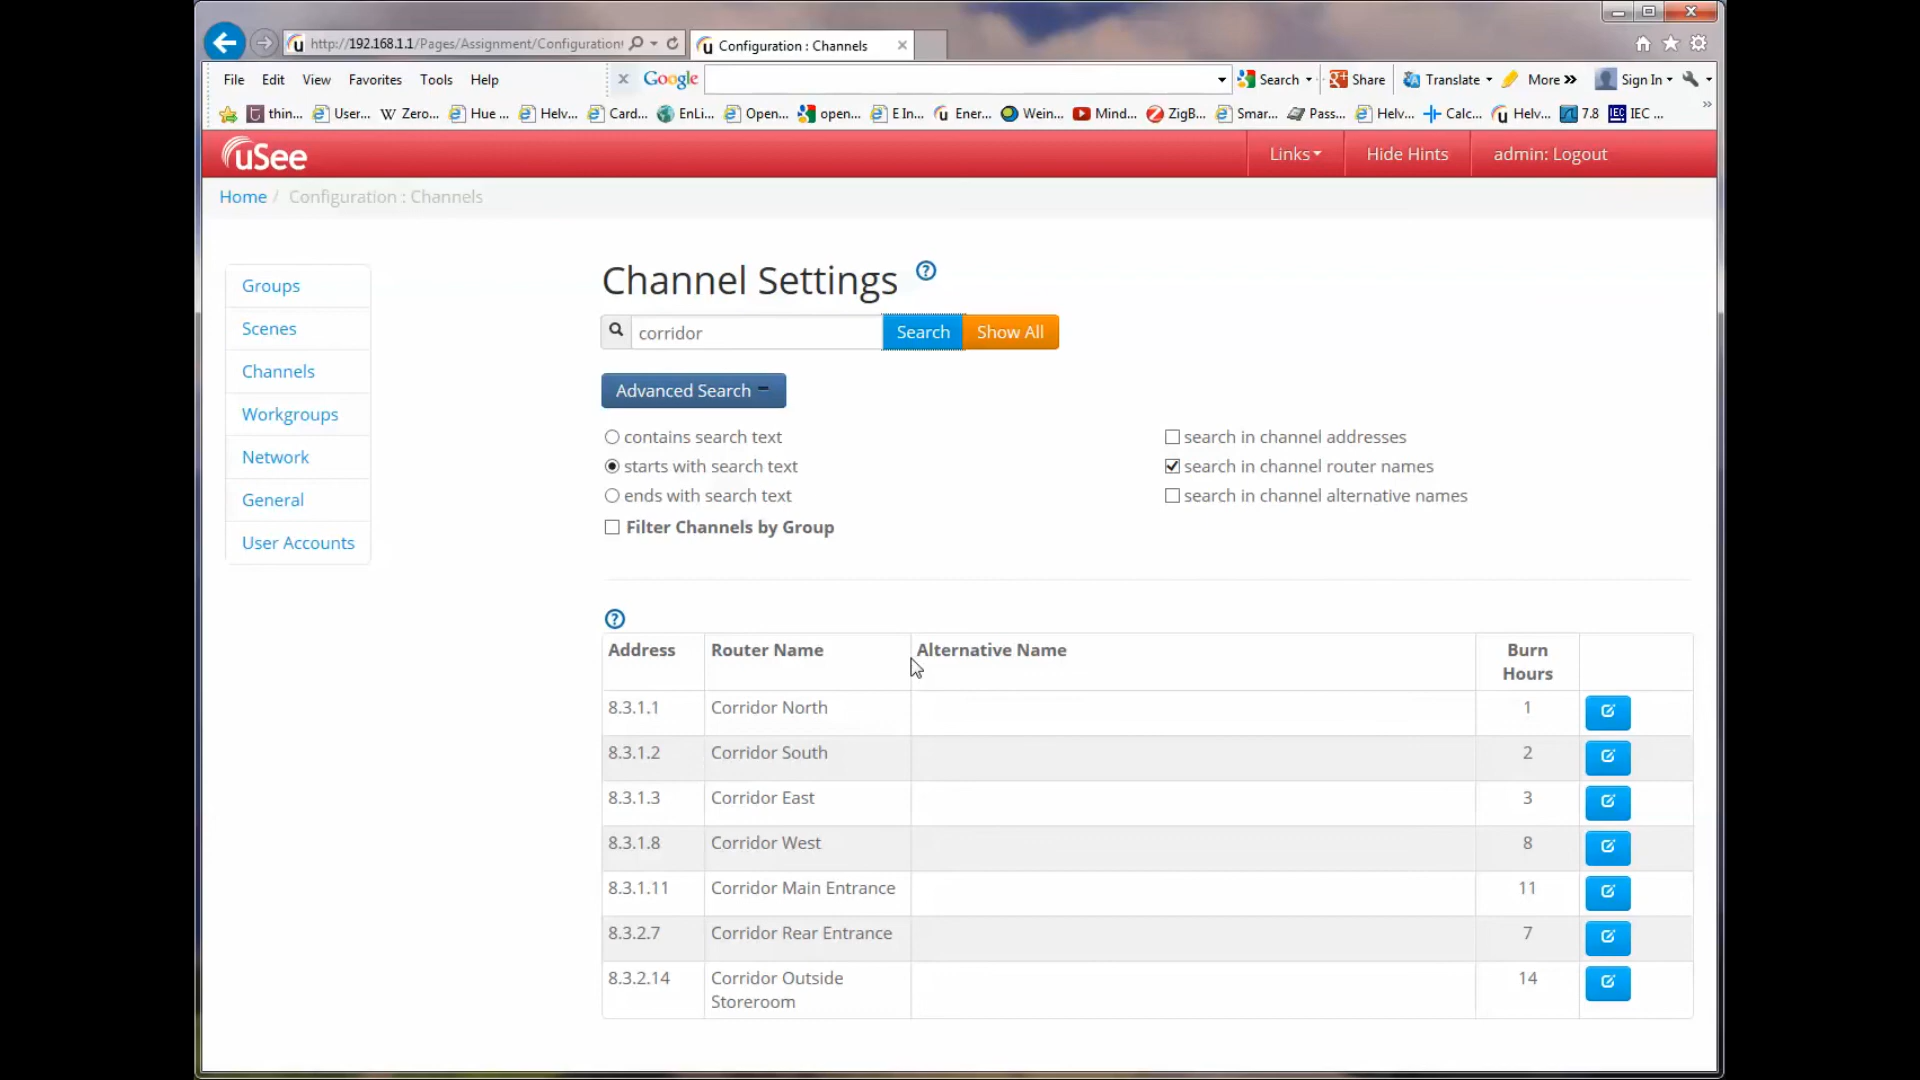 http://192.168.1.1/Pages/Assignment/Configuration
Configuration : Channels
File Edit View Favorites Tools Help
Google Search Share Translate More Sign In
thin... User... Zero... Hue ... Helv... Card... EnLi... Open... open... E In... Ener... Wein... Mind... ZigB... Smar... Pass... Helv... Calc... Helv... 7.8 IEC IEC ...
uSee Links Hide Hints admin: Logout
Home / Configuration : Channels
Groups
Scenes
Channels
Workgroups
Network
General
User Accounts
Channel Settings ?
corridor Search Show All
Advanced Search
contains search text
starts with search text
ends with search text
Filter Channels by Group
search in channel addresses
search in channel router names
search in channel alternative names
?
Address Router Name Alternative Name Burn
Hours
8.3.1.1 Corridor North 1
8.3.1.2 Corridor South 2
8.3.1.3 Corridor East 3
8.3.1.8 Corridor West 8
8.3.1.11 Corridor Main Entrance 11
8.3.2.7 Corridor Rear Entrance 7
8.3.2.14 Corridor Outside 14
Storeroom